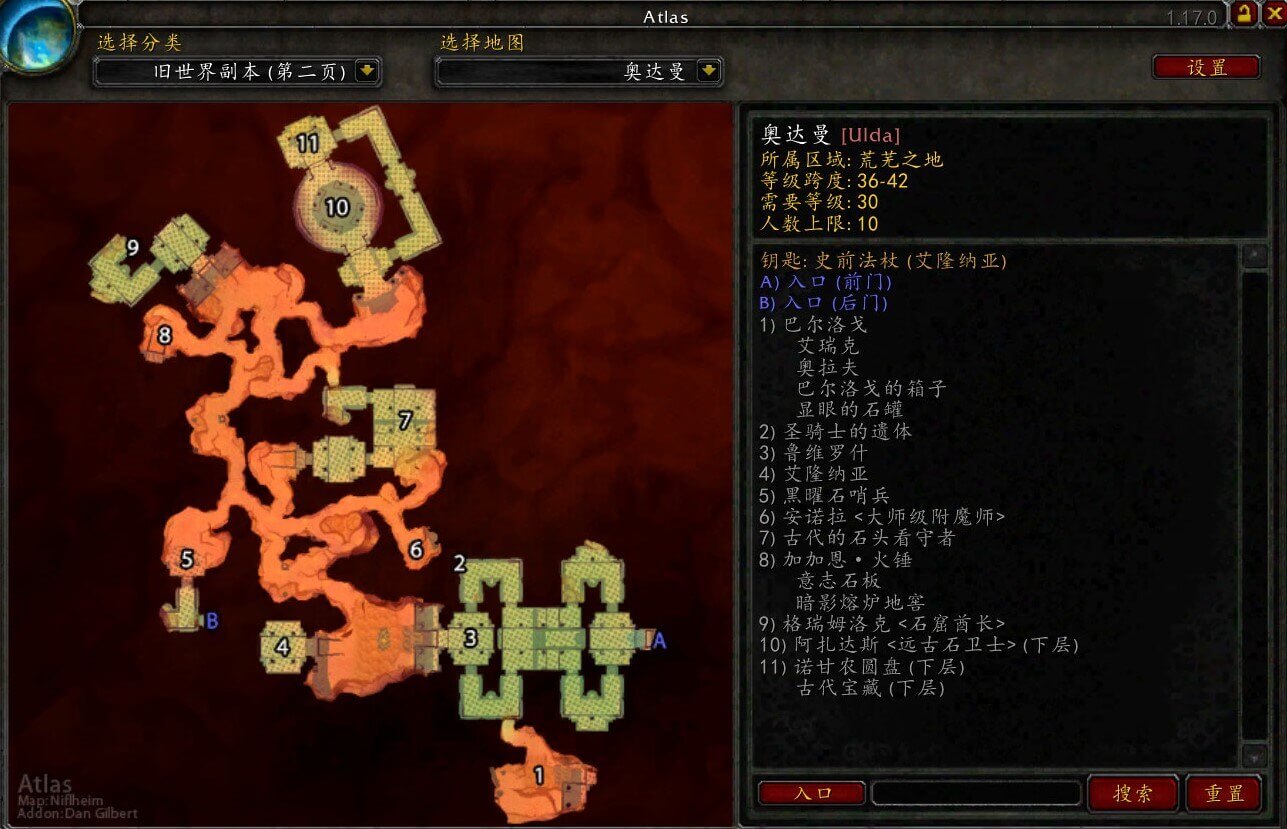 Atlas
1.17.0
选择分类
选择地图
旧世界副本 (第二页)
奥达曼
设置
奥达曼 [Ulda]
所属区域: 荒芜之地
等级跨度: 36-42
需要等级: 30
人数上限: 10
钥匙: 史前法杖 (艾隆纳亚)
A) 入口 (前门)
B) 入口 (后门)
1) 巴尔洛戈
艾瑞克
奥拉夫
巴尔洛戈的箱子
显眼的石罐
2) 圣骑士的遗体
3) 鲁维罗什
4) 艾隆纳亚
5) 黑曜石哨兵
6) 安诺拉 <大师级附魔师>
7) 古代的石头看守者
8) 加加恩·火锤
意志石板
暗影熔炉地窖
9) 格瑞姆洛克 <石窟酋长>
10) 阿扎达斯 <远古石卫士> (下层)
11) 诺甘农圆盘 (下层)
古代宝藏 (下层)
11
10
9
8
7
5
6
2
B
4
3
A
1
Atlas
Map:Niflheim
Addon:Dan Gilbert
入口
搜索
重置